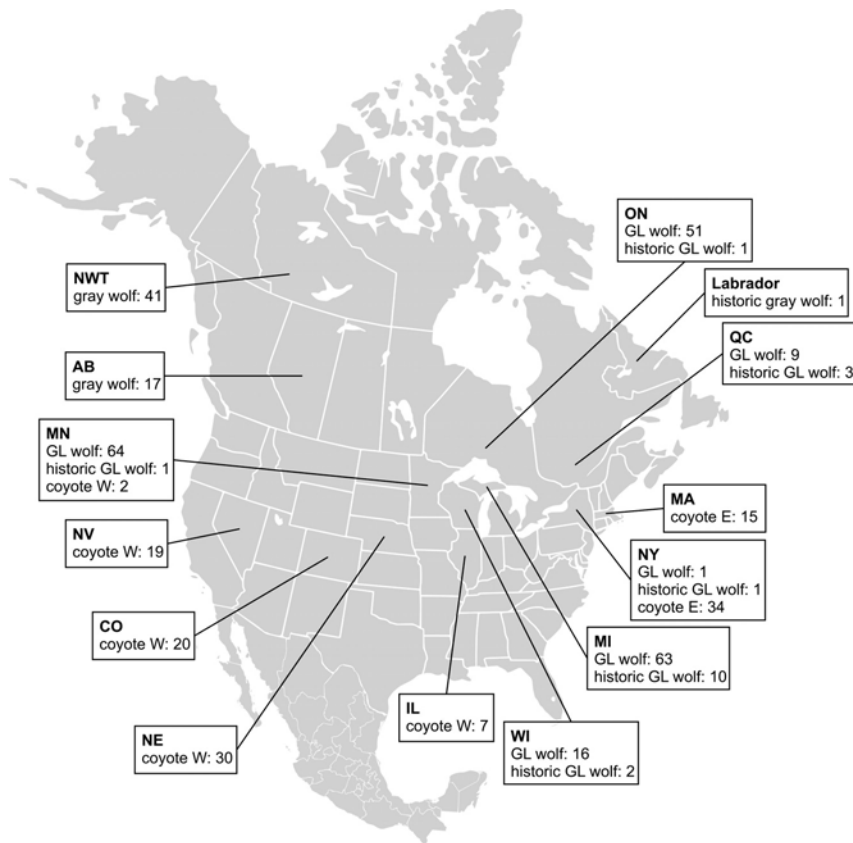 ON
GL wolf: 51
historic GL wolf: 1
Labrador
historic gray wolf: 1
NWT
gray wolf: 41
QC
GL wolf: 9
historic GL wolf: 3
AB
gray wolf: 17
MN
GL wolf: 64
historic GL wolf: 1
coyote W: 2
MA
coyote E: 15
NV
coyote W: 19
NY
GL wolf: 1
historic GL wolf: 1
coyote E: 34
CO
coyote W: 20
MI
GL wolf: 63
historic GL wolf: 10
IL
coyote W: 7
NE
coyote W: 30
WI
GL wolf: 16
historic GL wolf: 2